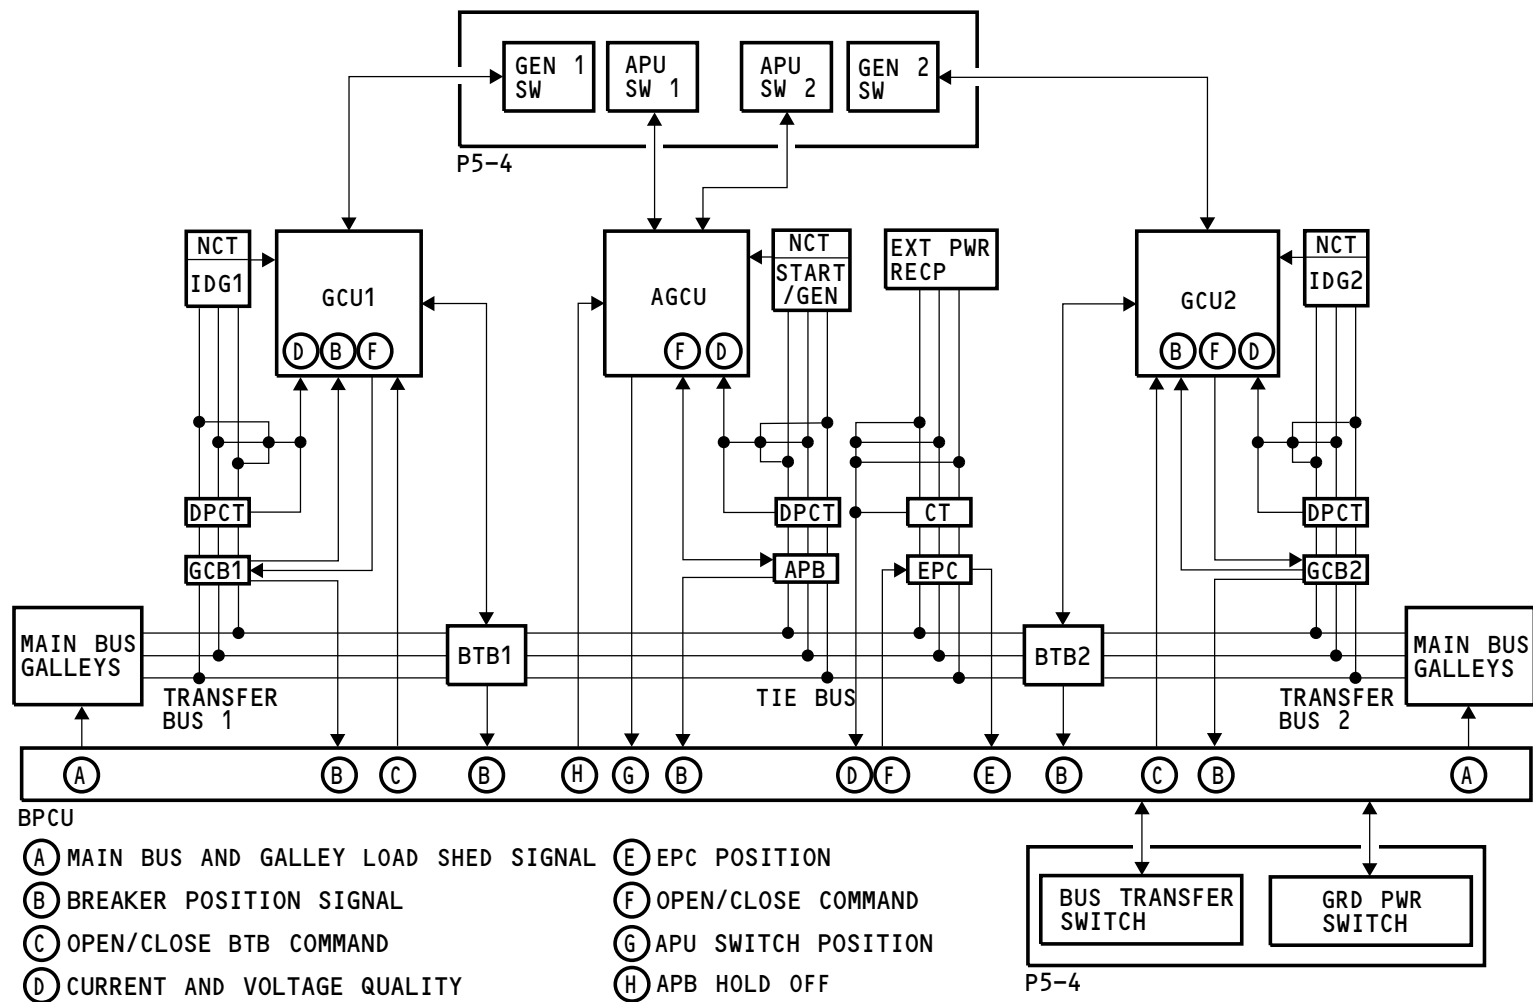 GEN 1
SW
APU
SW 1
APU
SW 2
GEN 2
SW
P5-4
NCT
IDG1
GCU1
D B F
AGCU
F D
NCT
START
/GEN
EXT PWR
RECP
GCU2
B F D
NCT
IDG2
DPCT
DPCT
CT
DPCT
GCB1
APB
EPC
GCB2
MAIN BUS
GALLEYS
BTB1
BTB2
MAIN BUS
GALLEYS
TRANSFER
BUS 1
TIE BUS
TRANSFER
BUS 2
A B C B H G B D F E B C B A
BPCU
A MAIN BUS AND GALLEY LOAD SHED SIGNAL
B BREAKER POSITION SIGNAL
C OPEN/CLOSE BTB COMMAND
D CURRENT AND VOLTAGE QUALITY
E EPC POSITION
F OPEN/CLOSE COMMAND
G APU SWITCH POSITION
H APB HOLD OFF
BUS TRANSFER
SWITCH
GRD PWR
SWITCH
P5-4